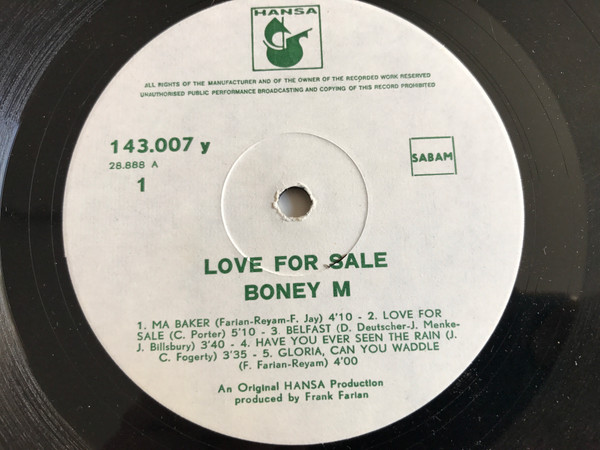 HANSA
ALL RIGHTS OF THE MANUFACTURER AND OF THE OWNER OF THE RECORDED WORK RESERVED
UNAUTHORISED PUBLIC PERFORMANCE BROADCASTING AND COPYING OF THIS RECORD PROHIBITED
143.007 y
28.888 A
1
SABAM
LOVE FOR SALE
BONEY M
1. MA BAKER (Farian-Reyam-F. Jay) 4'10 - 2. LOVE FOR
SALE (C. Porter) 5'10 - 3. BELFAST (D. Deutscher-J. Menke-
J. Billsbury) 3'40 - 4. HAVE YOU EVER SEEN THE RAIN (J.
C. Fogerty) 3'35 - 5. GLORIA, CAN YOU WADDLE
(F. Farian-Reyam) 4'00
An Original HANSA Production
produced by Frank Farian